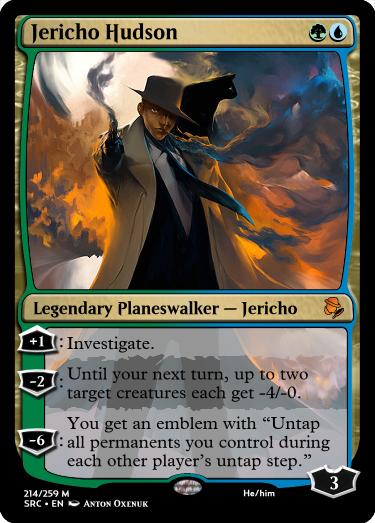 Jericho Hudson
Legendary Planeswalker — Jericho
+1: Investigate.
-2: Until your next turn, up to two
target creatures each get -4/-0.
-6: You get an emblem with “Untap
all permanents you control during
each other player's untap step.”
3
214/259 M
He/him
SRC • EN Anton Oxenuk